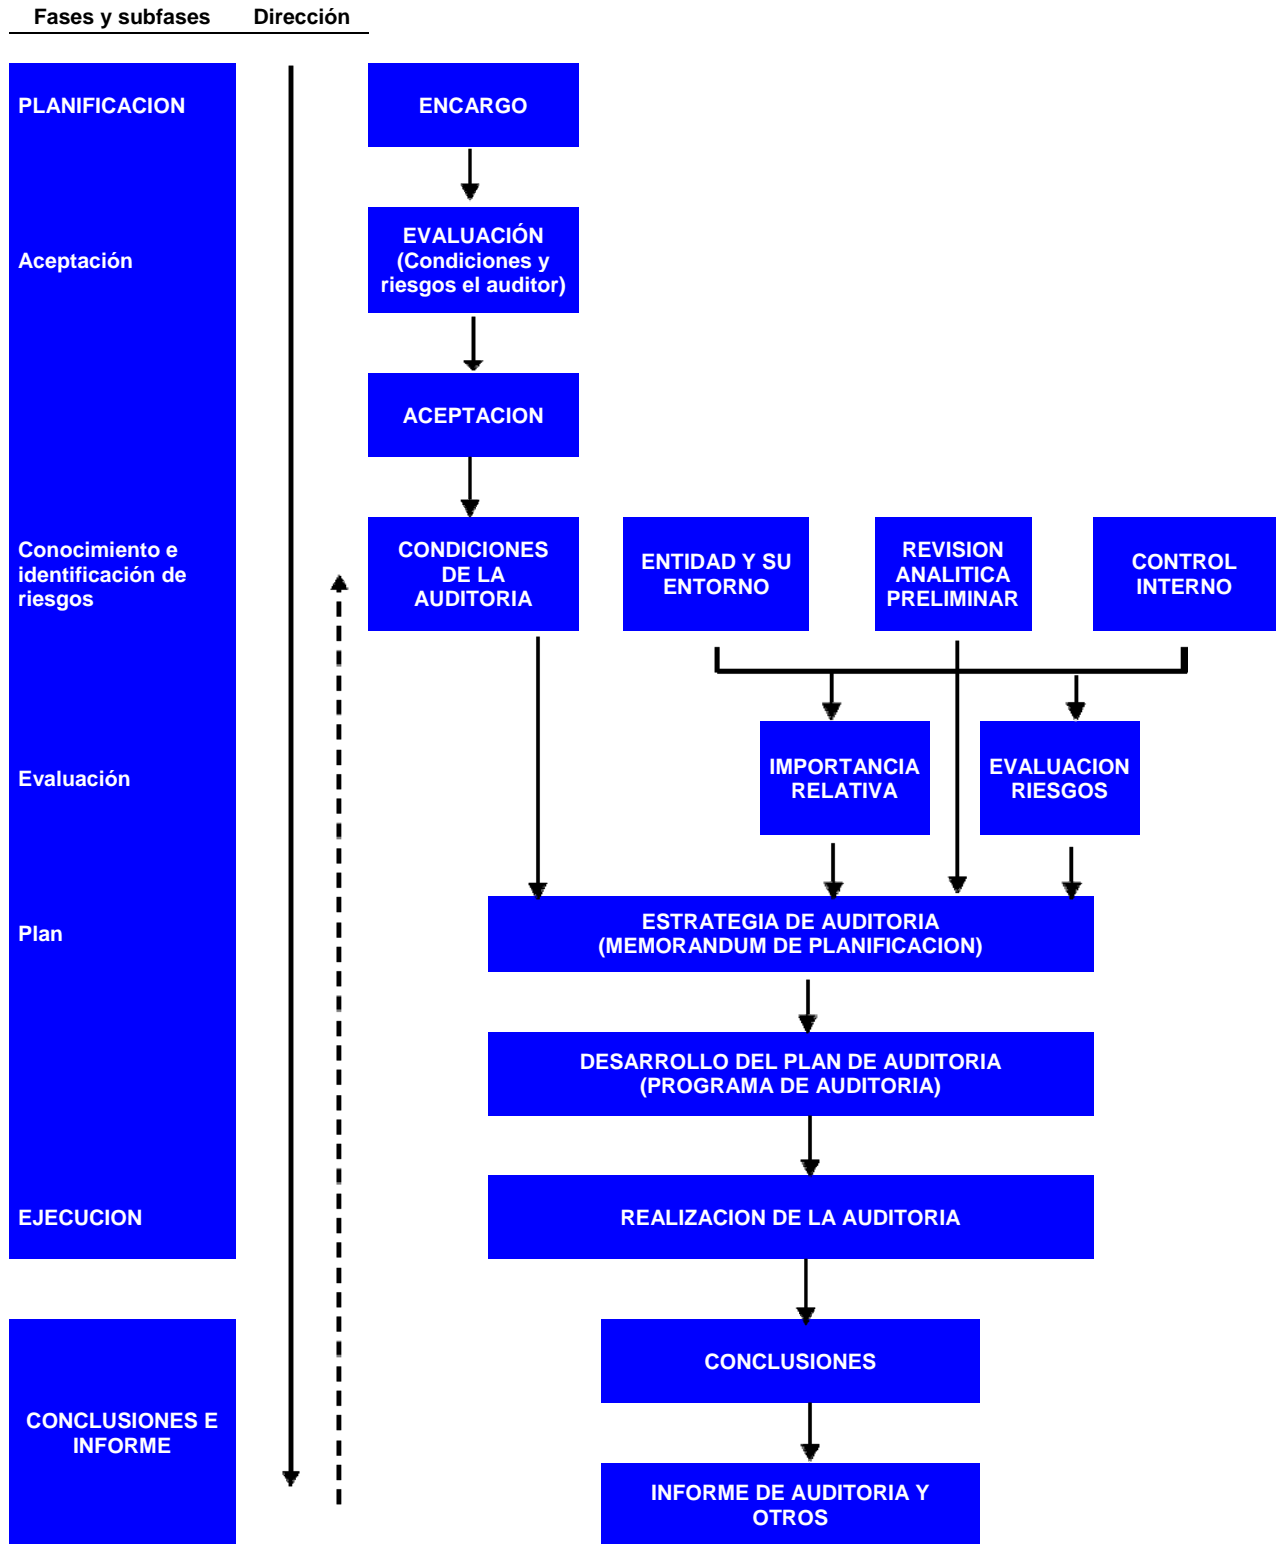 Fases y subfases Dirección
PLANIFICACION
ENCARGO
Aceptación
EVALUACIÓN
(Condiciones y
riesgos el auditor)
ACEPTACION
Conocimiento e
identificación de
riesgos
CONDICIONES
DE LA
AUDITORIA
ENTIDAD Y SU
ENTORNO
REVISION
ANALITICA
PRELIMINAR
CONTROL
INTERNO
Evaluación
IMPORTANCIA
RELATIVA
EVALUACION
RIESGOS
Plan
ESTRATEGIA DE AUDITORIA
(MEMORANDUM DE PLANIFICACION)
DESARROLLO DEL PLAN DE AUDITORIA
(PROGRAMA DE AUDITORIA)
EJECUCION
REALIZACION DE LA AUDITORIA
CONCLUSIONES E
INFORME
CONCLUSIONES
INFORME DE AUDITORIA Y
OTROS